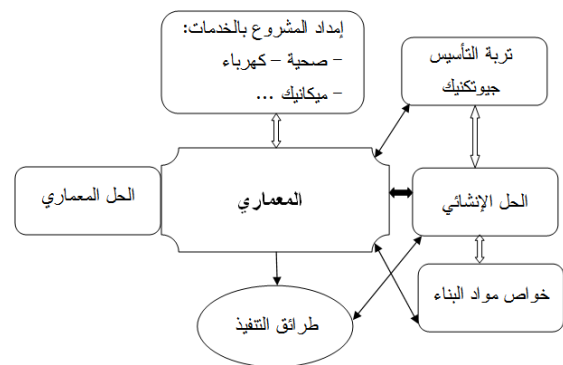 إمداد المشروع بالخدمات:
- صحية – كهرباء
- ميكانيك ...
تربة التأسيس
جيوتكنيك
الحل المعماري
المعماري
الحل الإنشائي
خواص مواد البناء
طرائق التنفيذ